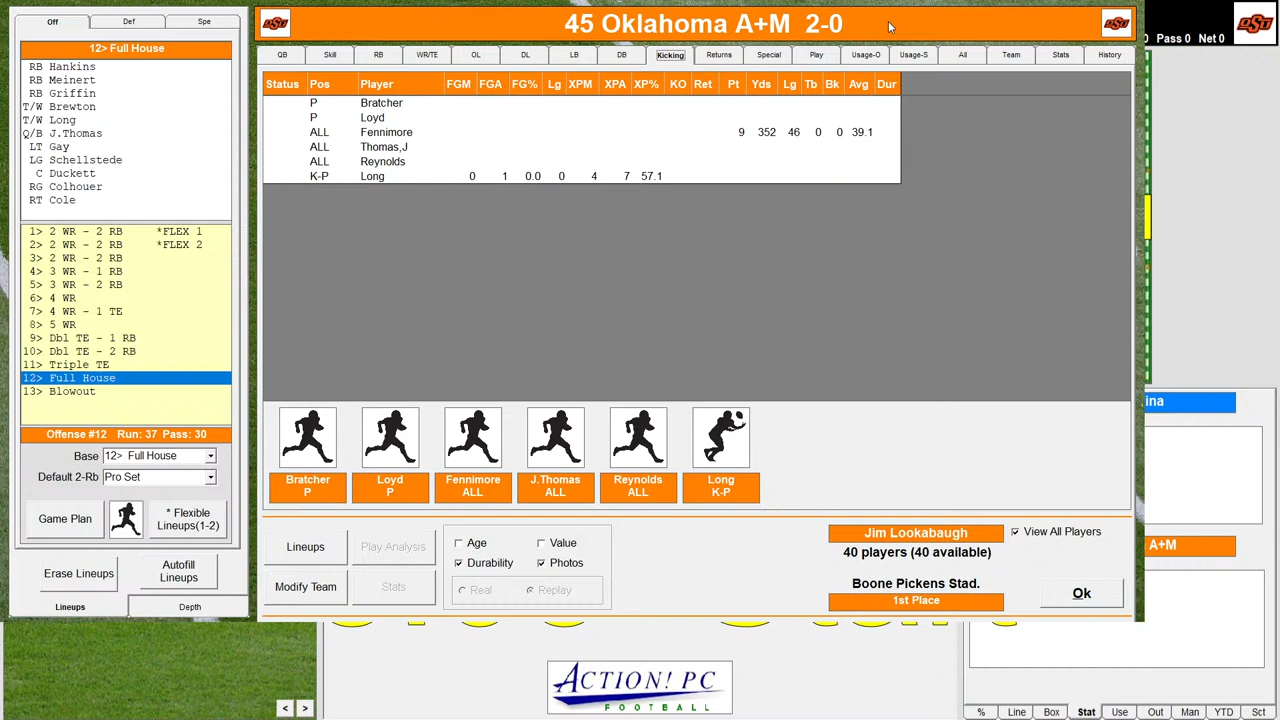 Off Def Spe
12> Full House
RB Hankins
RB Meinert
RB Griffin
T/W Brewton
T/W Long
Q/B J.Thomas
LT Gay
LG Schellstede
C Duckett
RG Colhouer
RT Cole
1> 2 WR - 2 RB *FLEX 1
2> 2 WR - 2 RB *FLEX 2
3> 2 WR - 2 RB
4> 3 WR - 1 RB
5> 3 WR - 2 RB
6> 4 WR
7> 4 WR - 1 TE
8> 5 WR
9> Dbl TE - 1 RB
10> Dbl TE - 2 RB
11> Triple TE
12> Full House
13> Blowout
Offense #12 Run: 37 Pass: 30
Base 12> Full House
Default 2-Rb Pro Set
Game Plan
* Flexible
Lineups(1-2)
Erase Lineups
Autofill
Lineups
Lineups Depth
OSU 45 Oklahoma A+M 2-0 OSU
QB Skill RB WR/TE OL DL LB DB Kicking Returns Special Play Usage-O Usage-S All Team Stats History
Status Pos Player FGM FGA FG% Lg XPM XPA XP% KO Ret Pt Yds Lg Tb Bk Avg Dur
P Bratcher
P Loyd
ALL Fennimore 9 352 46 0 0 39.1
ALL Thomas,J
ALL Reynolds
K-P Long 0 1 0.0 0 4 7 57.1
Bratcher
P
Loyd
P
Fennimore
ALL
J.Thomas
ALL
Reynolds
ALL
Long
K-P
Lineups Play Analysis
Modify Team Stats
Age Value
Durability Photos
Real Replay
Jim Lookabaugh
View All Players
40 players (40 available)
Boone Pickens Stad.
1st Place
Ok
0 Pass 0 Net 0
OSU
ina
A+M
ACTION! PC
FOOTBALL
< >
% Line Box Stat Use Out Man YTD Sct